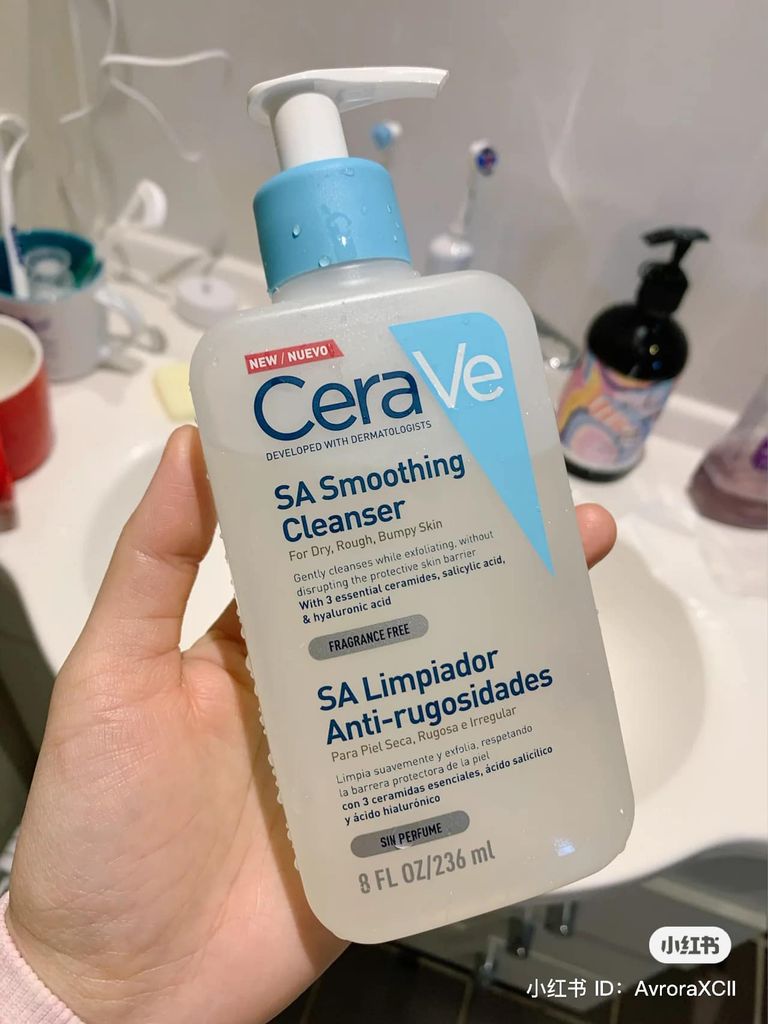 NEW / NUEVO
CeraVe
DEVELOPED WITH DERMATOLOGISTS
SA Smoothing
Cleanser
For Dry, Rough, Bumpy Skin
Gently cleanses while exfoliating, without
disrupting the protective skin barrier
With 3 essential ceramides, salicylic acid,
& hyaluronic acid
FRAGRANCE FREE
SA Limpiador
Anti-rugosidades
Para Piel Seca, Rugosa e Irregular
Limpia suavemente y exfolia, respetando
la barrera protectora de la piel
con 3 ceramidas esenciales, ácido salicílico
y ácido hialurónico
SIN PERFUME
8 FL OZ/236 ml
小红书
小红书 ID: AvroraXCII